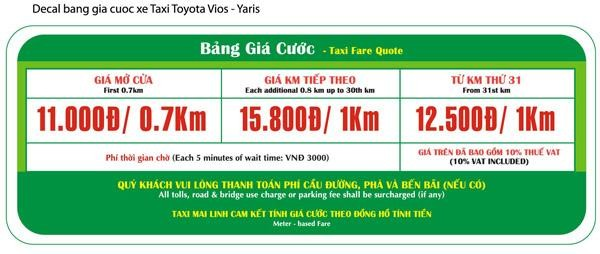 Decal bang gia cuoc xe Taxi Toyota Vios - Yaris
Bảng Giá Cước - Taxi Fare Quote
GIÁ MỞ CỬA
First 0.7km
11.000Đ/ 0.7Km
GIÁ KM TIẾP THEO
Each additional 0.8 km up to 30th km
15.800Đ/ 1Km
TỪ KM THỨ 31
From 31st km
12.500Đ/ 1Km
Phí thời gian chờ (Each 5 minutes of wait time: VNĐ 3000)
GIÁ TRÊN ĐÃ BAO GỒM 10% THUẾ VAT
(10% VAT INCLUDED)
QUÝ KHÁCH VUI LÒNG THANH TOÁN PHÍ CẦU ĐƯỜNG, PHÀ VÀ BẾN BÃI (NẾU CÓ)
All tolls, road & bridge use charge or parking fee shall be surcharged (if any)
TAXI MAI LINH CAM KẾT TÍNH GIÁ CƯỚC THEO ĐỒNG HỒ TÍNH TIỀN
Meter - based Fare